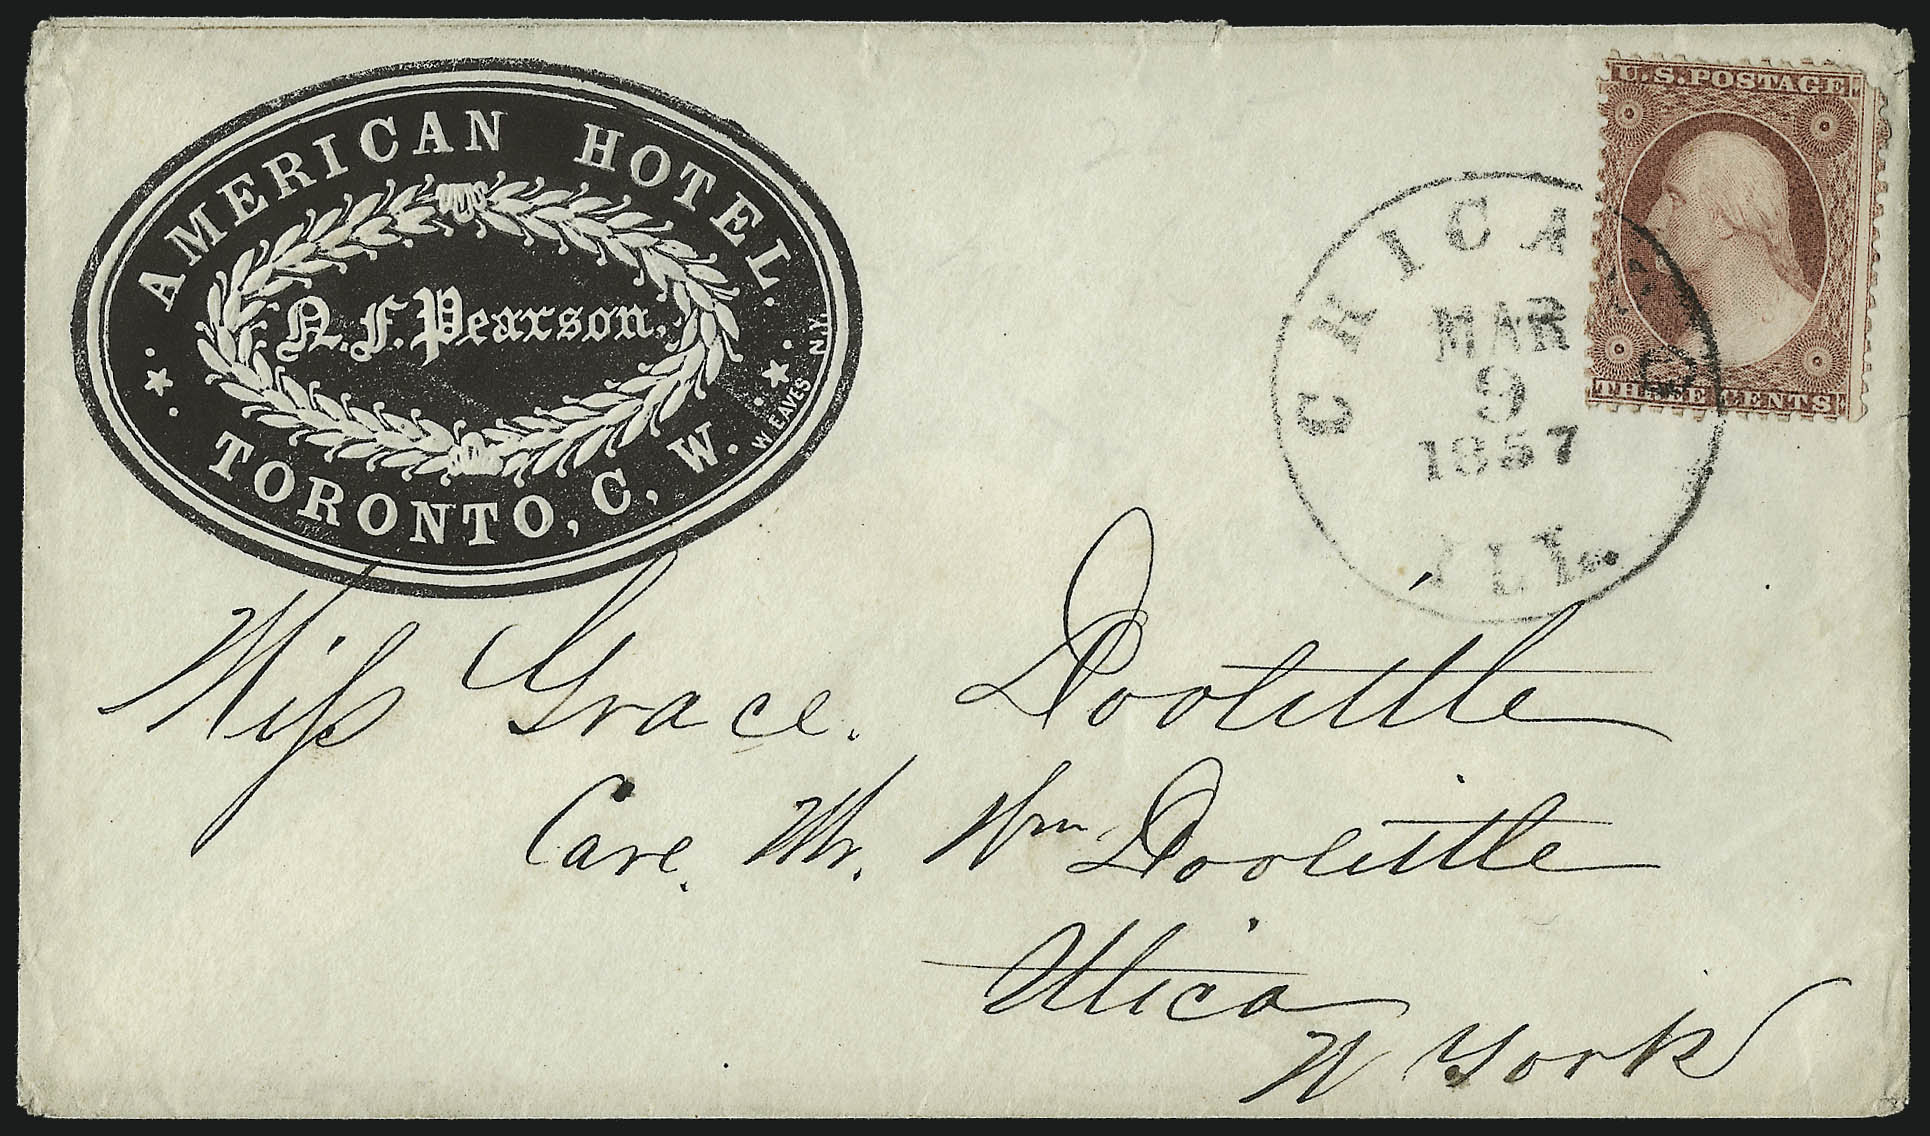 AMERICAN HOTEL.
N. F. Pearson.
TORONTO, C. W.
W EAVES N.Y.
U.S. POSTAGE
THREE CENTS
CHICAGO
MAR
9
1857
ILL.
Miss Grace. Doolittle
Care. Mr. Wm Doolittle
Utica
N York